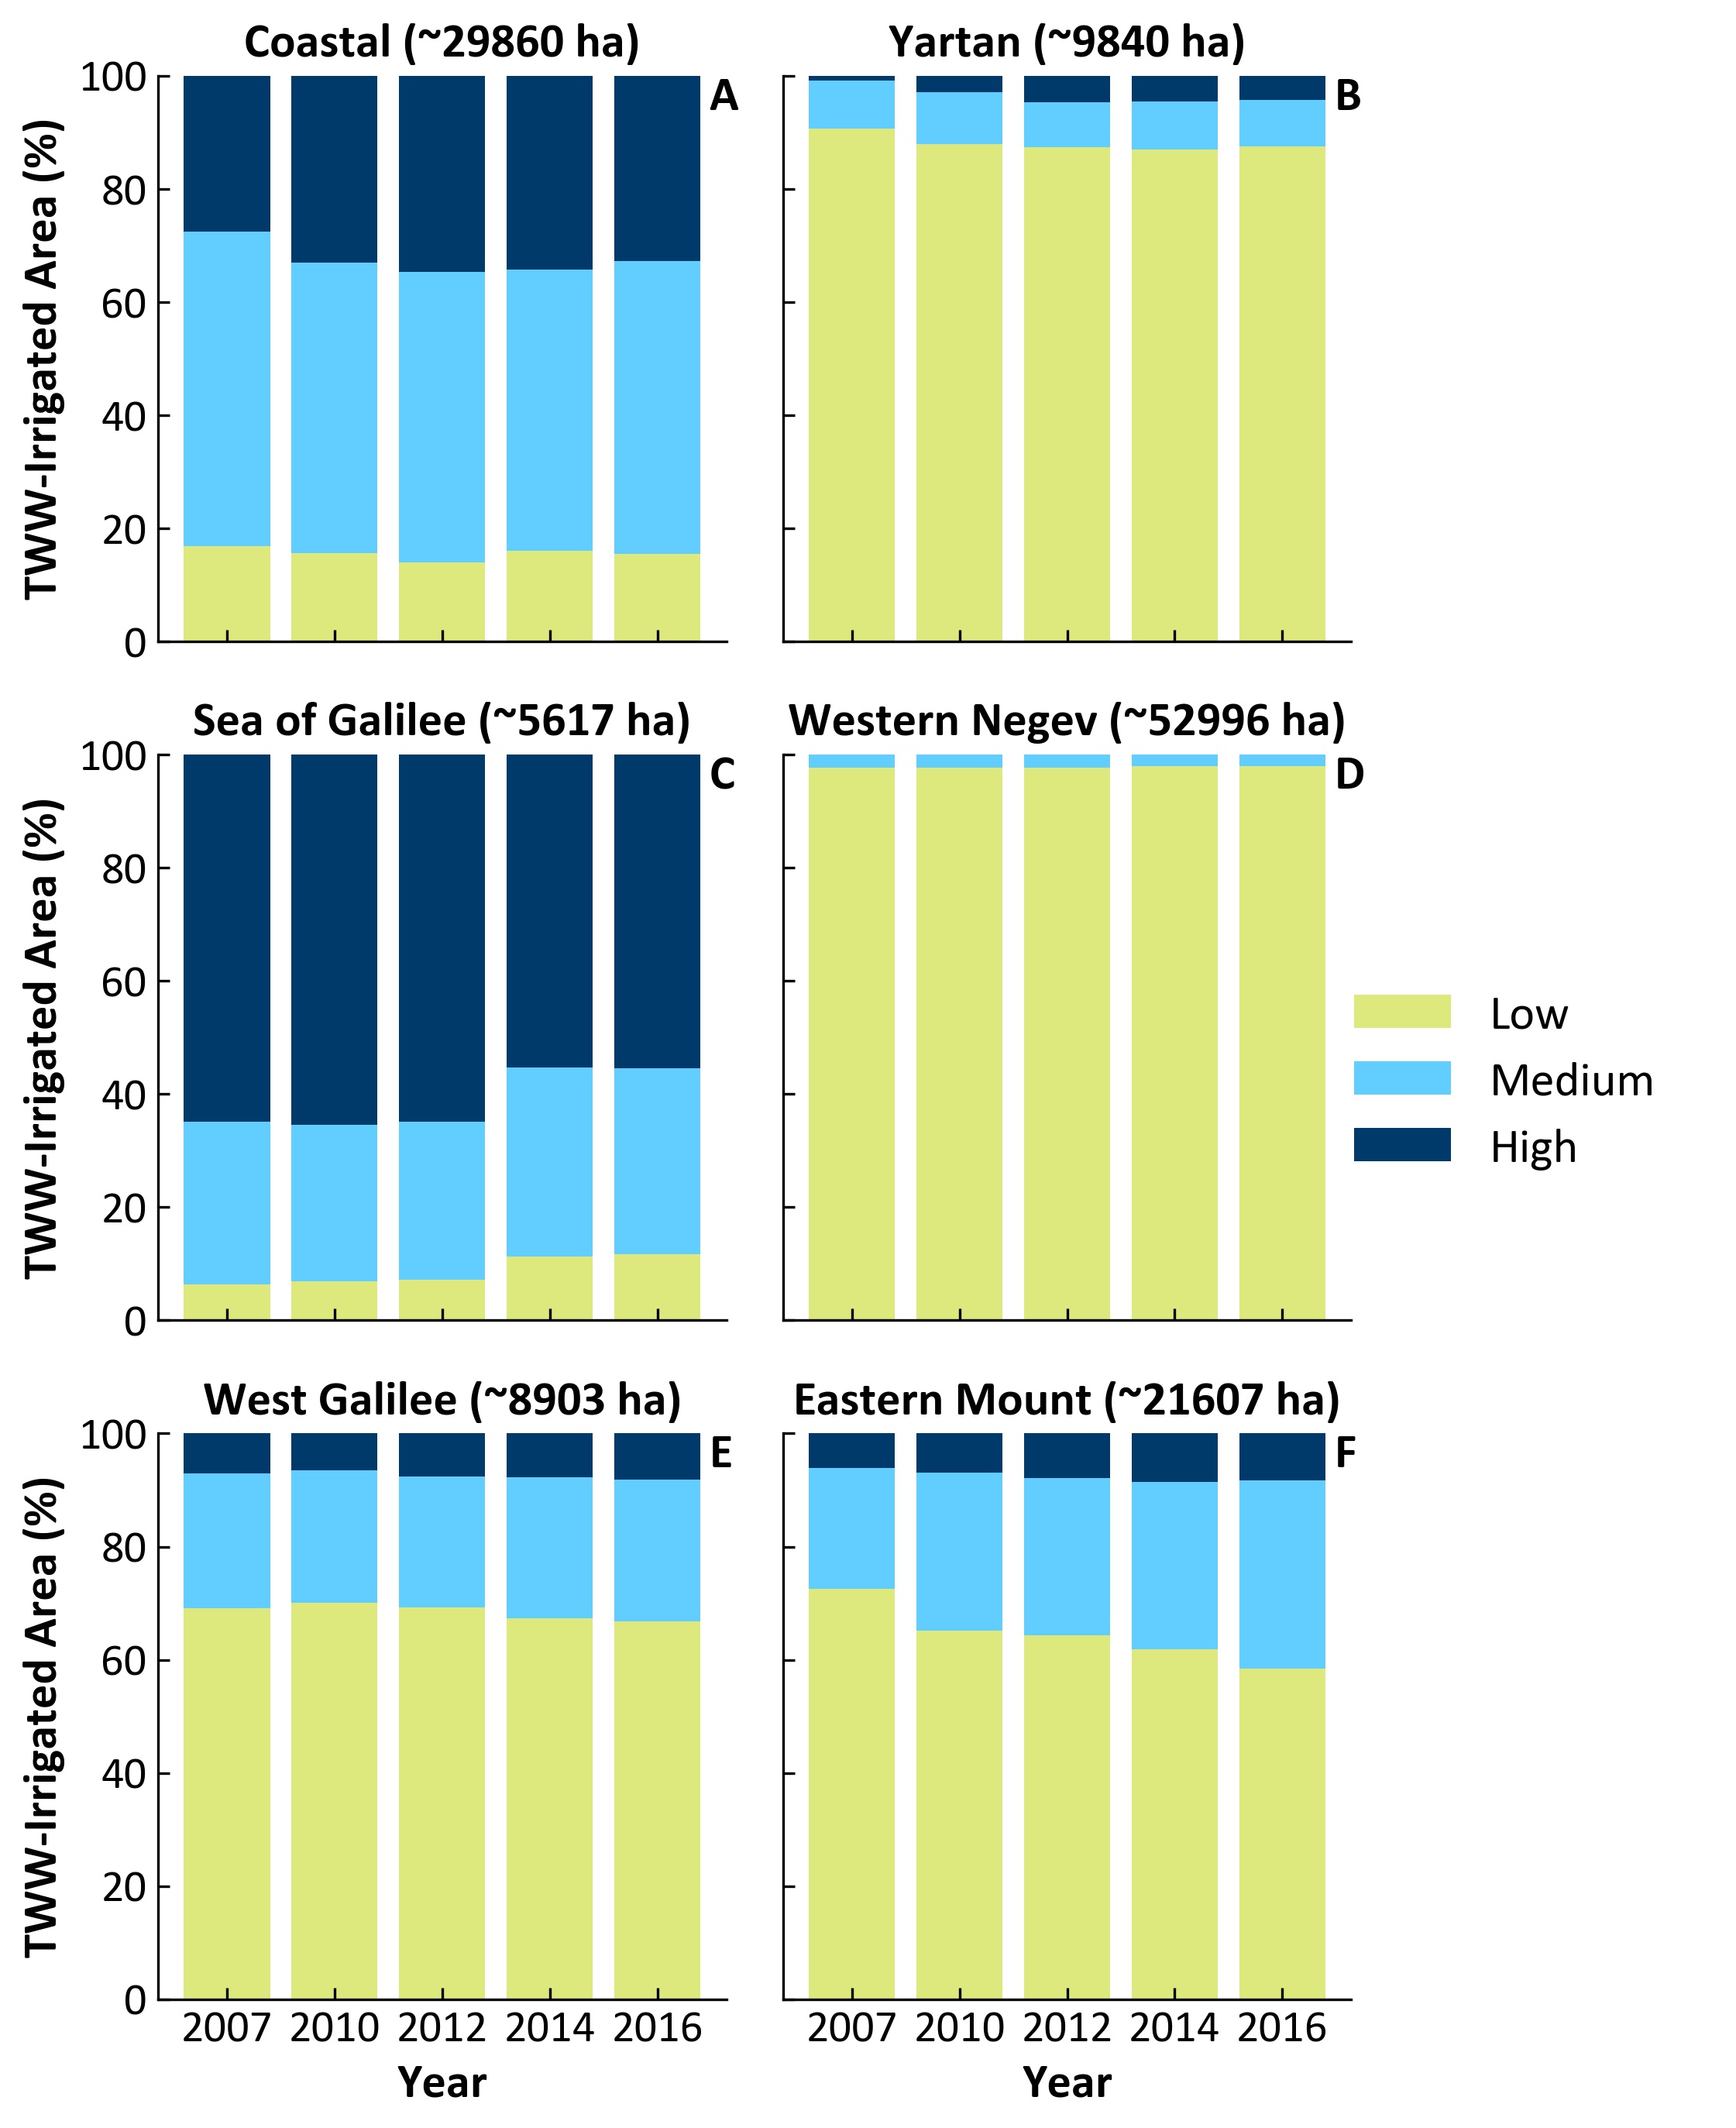 Coastal (~29860 ha)
Yartan (~9840 ha)
A
B
TWW-Irrigated Area (%)
100
80
60
40
20
0
Sea of Galilee (~5617 ha)
Western Negev (~52996 ha)
C
D
TWW-Irrigated Area (%)
100
80
60
40
20
0
Low
Medium
High
West Galilee (~8903 ha)
Eastern Mount (~21607 ha)
E
F
TWW-Irrigated Area (%)
100
80
60
40
20
0
2007 2010 2012 2014 2016
2007 2010 2012 2014 2016
Year
Year